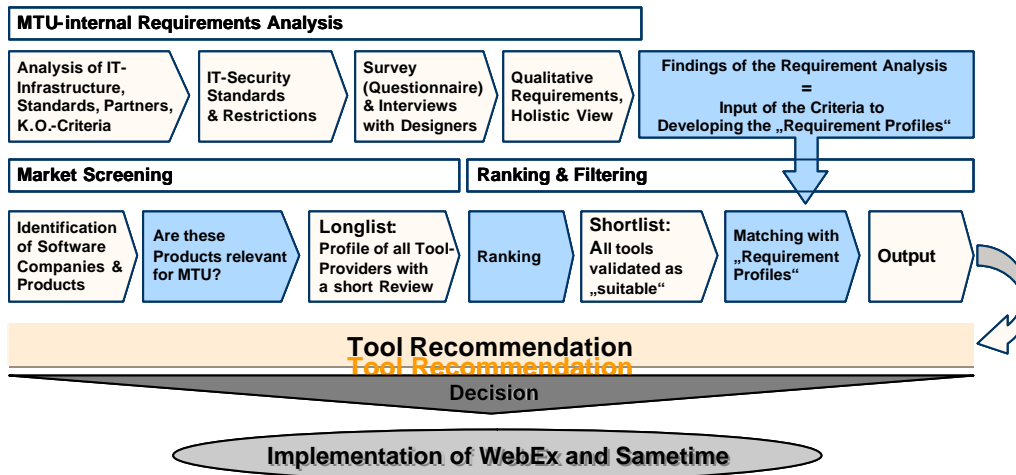 MTU-internal Requirements Analysis
Analysis of IT-
Infrastructure,
Standards, Partners,
K.O.-Criteria
IT-Security
Standards
& Restrictions
Survey
(Questionnaire)
& Interviews
with Designers
Qualitative
Requirements,
Holistic View
Findings of the Requirement Analysis
=
Input of the Criteria to
Developing the „Requirement Profiles“
Market Screening
Ranking & Filtering
Identification
of Software
Companies &
Products
Are these
Products relevant
for MTU?
Longlist:
Profile of all Tool-
Providers with
a short Review
Ranking
Shortlist:
All tools
validated as
„suitable“
Matching with
„Requirement
Profiles“
Output
Tool Recommendation
Tool Recommendation
Decision
Implementation of WebEx and Sametime